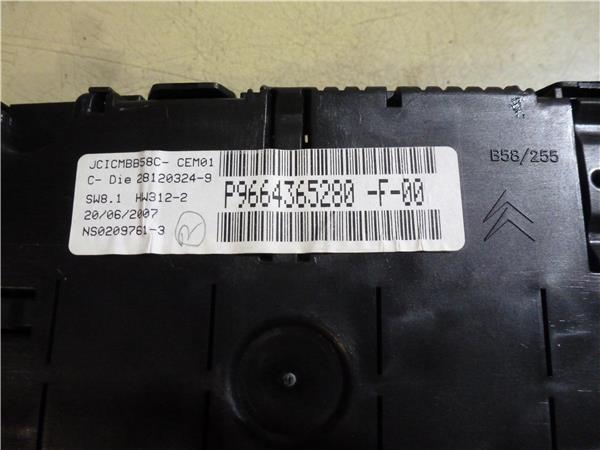 JCICMBB58C- CEM01
C- Die 28120324-9
SW8.1 HW312-2
20/06/2007
NS0209761-3
P9664365280 -F-00
B58/255